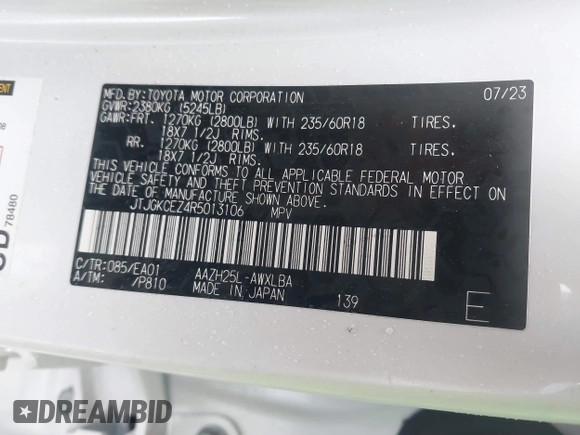 MFD.BY:TOYOTA MOTOR CORPORATION 07/23
GVWR:2380KG (5245LB)
GAWR:FRT. 1270KG (2800LB) WITH 235/60R18 TIRES.
18X7 1/2J RIMS.
RR. 1270KG (2800LB) WITH 235/60R18 TIRES.
18X7 1/2J RIMS.
THIS VEHICLE CONFORMS TO ALL APPLICABLE FEDERAL MOTOR
VEHICLE SAFETY AND THEFT PREVENTION STANDARDS IN EFFECT ON
THE DATE OF MANUFACTURE SHOWN ABOVE.
JTJGKCEZ4R5013106 MPV
C/TR:085/EA01 AAZH25L-AWXLBA
A/TM: /P810 MADE IN JAPAN 139
E
78480
DREAMBID